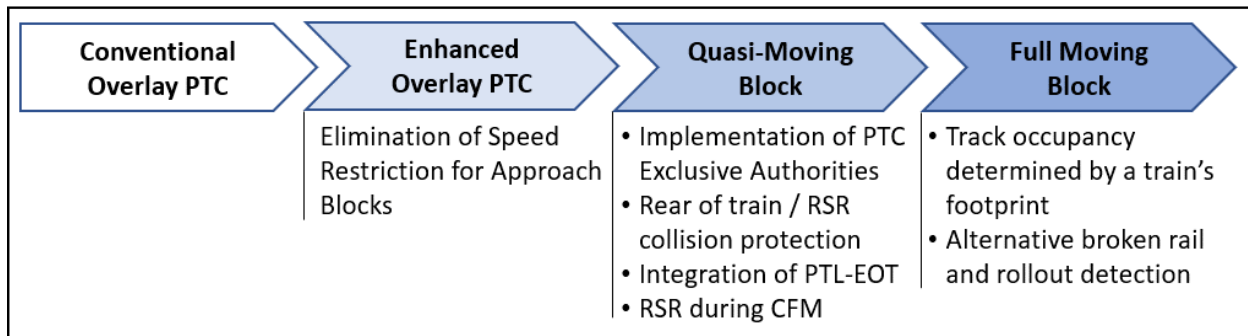 Conventional
Overlay PTC
Enhanced
Overlay PTC
Quasi-Moving
Block
Full Moving
Block
Elimination of Speed
Restriction for Approach
Blocks
• Implementation of PTC
Exclusive Authorities
• Rear of train / RSR
collision protection
• Integration of PTL-EOT
• RSR during CFM
• Track occupancy
determined by a train’s
footprint
• Alternative broken rail
and rollout detection